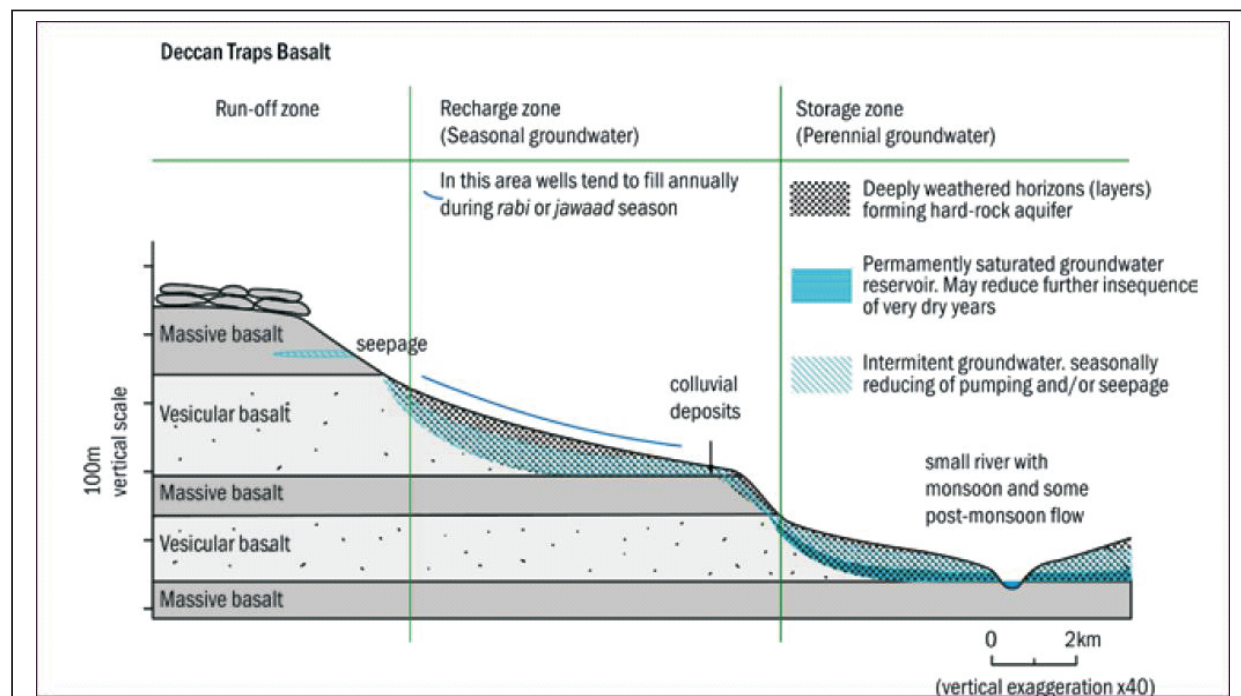 Deccan Traps Basalt
Run-off zone
Recharge zone
(Seasonal groundwater)
Storage zone
(Perennial groundwater)
In this area wells tend to fill annually
during rabi or jawaad season
Deeply weathered horizons (layers)
forming hard-rock aquifer
Permamently saturated groundwater
reservoir. May reduce further insequence
of very dry years
Intermitent groundwater. seasonally
reducing of pumping and/or seepage
Massive basalt
seepage
Vesicular basalt
colluvial
deposits
Massive basalt
Vesicular basalt
Massive basalt
100m
vertical scale
small river with
monsoon and some
post-monsoon flow
0 2km
(vertical exaggeration x40)